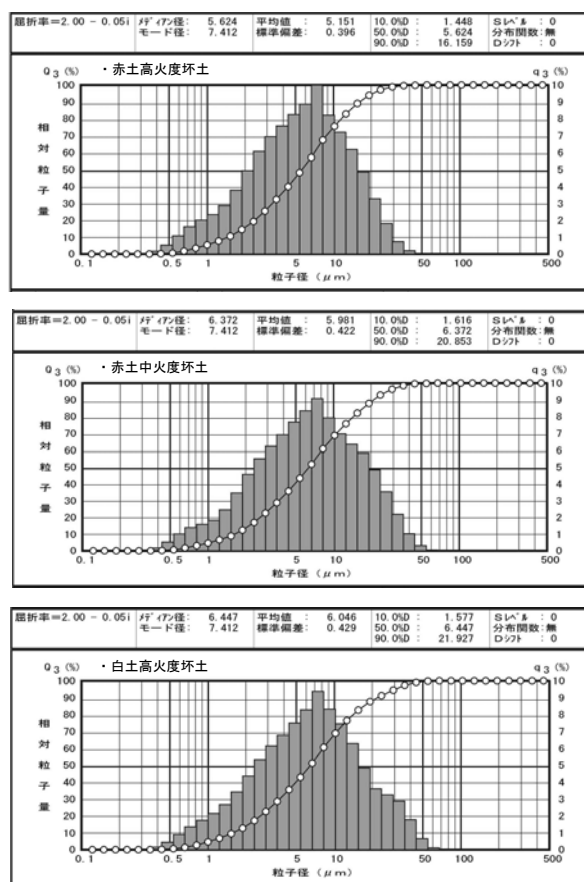 屈折率=2.00 - 0.05i メディアン径: 5.624 平均値 : 5.151 10.0%D : 1.448 Sレベル : 0
モード径: 7.412 標準偏差: 0.396 50.0%D : 5.624 分布関数:無
90.0%D : 16.159 Dシフト : 0
Q3 (%) ・赤土高火度坏土 q3 (%)
100 10
90 9
80 8
70 7
60 6
50 5
40 4
30 3
20 2
10 1
0 0
相対粒子量
0.1 0.5 1 5 10 50 100 500
粒子径 (μm)
屈折率=2.00 - 0.05i メディアン径: 6.372 平均値 : 5.981 10.0%D : 1.616 Sレベル : 0
モード径: 7.412 標準偏差: 0.422 50.0%D : 6.372 分布関数:無
90.0%D : 20.853 Dシフト : 0
Q3 (%) ・赤土中火度坏土 q3 (%)
100 10
90 9
80 8
70 7
60 6
50 5
40 4
30 3
20 2
10 1
0 0
相対粒子量
0.1 0.5 1 5 10 50 100 500
粒子径 (μm)
屈折率=2.00 - 0.05i メディアン径: 6.447 平均値 : 6.046 10.0%D : 1.577 Sレベル : 0
モード径: 7.412 標準偏差: 0.429 50.0%D : 6.447 分布関数:無
90.0%D : 21.927 Dシフト : 0
Q3 (%) ・白土高火度坏土 q3 (%)
100 10
90 9
80 8
70 7
60 6
50 5
40 4
30 3
20 2
10 1
0 0
相対粒子量
0.1 0.5 1 5 10 50 100 500
粒子径 (μm)